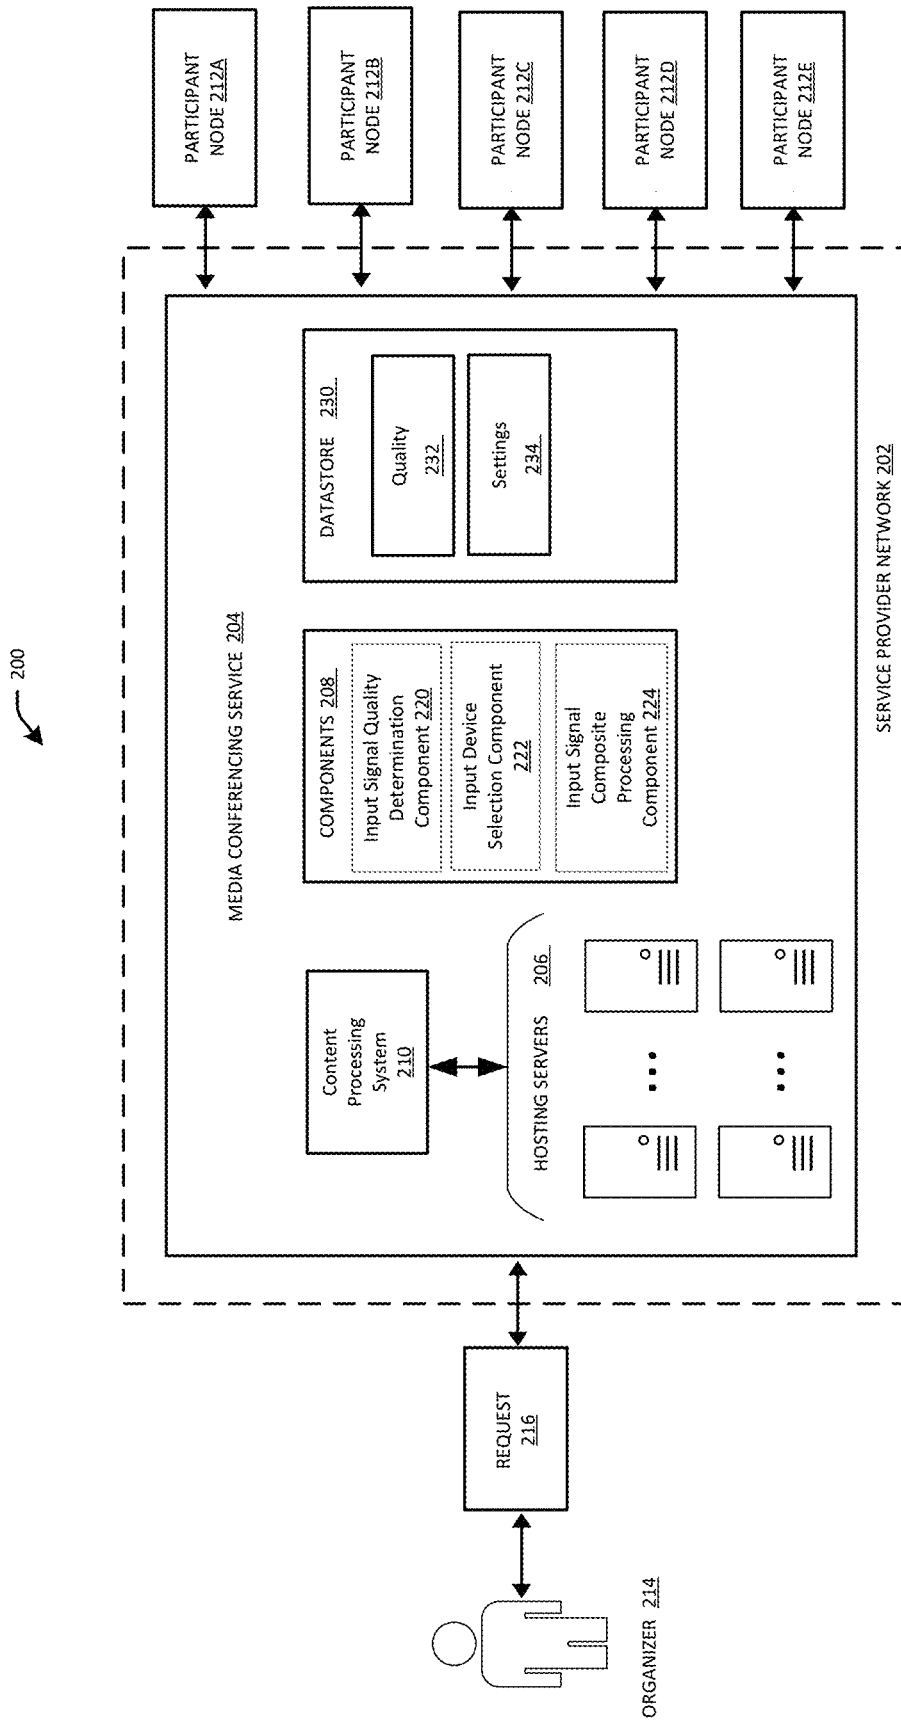 200
SERVICE PROVIDER NETWORK 202
MEDIA CONFERENCING SERVICE 204
ORGANIZER 214
REQUEST
216
Content
Processing
System
210
HOSTING SERVERS 206
COMPONENTS 208
Input Signal Quality
Determination
Component 220
Input Device
Selection Component
222
Input Signal
Composite
Processing
Component 224
DATASTORE 230
Quality
232
Settings
234
PARTICIPANT
NODE 212A
PARTICIPANT
NODE 212B
PARTICIPANT
NODE 212C
PARTICIPANT
NODE 212D
PARTICIPANT
NODE 212E